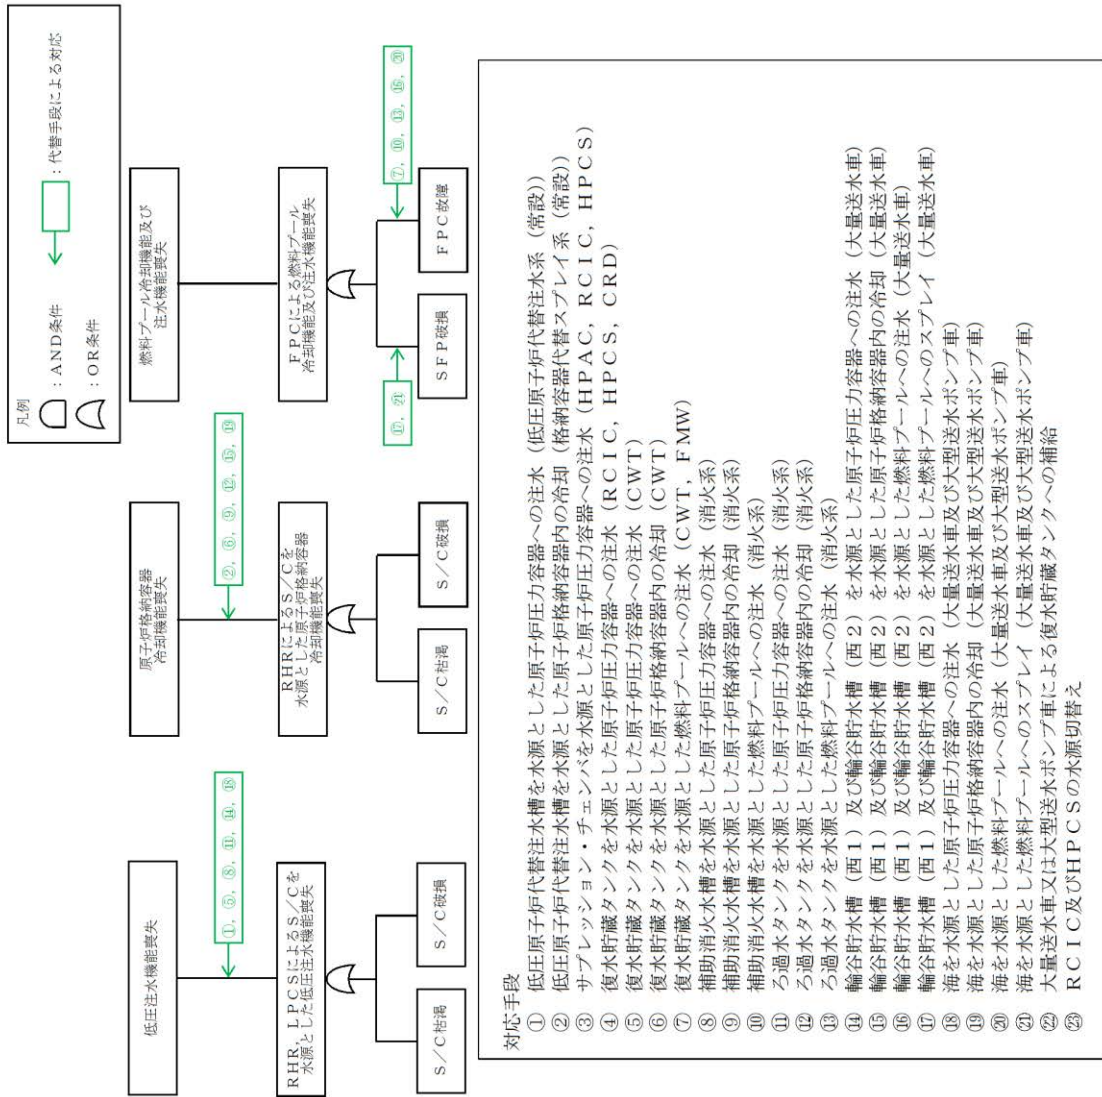 凡例
：AND条件
：OR条件
：代替手段による対応
低圧注水機能喪失
①，⑤，⑧，⑪，⑭，⑱
RHR，LPCSによるS/Cを
水源とした低圧注水機能喪失
S/C枯渇
S/C破損
原子炉格納容器
冷却機能喪失
②，⑥，⑨，⑫，⑮，⑲
RHRによるS/Cを
水源とした原子炉格納容器
冷却機能喪失
S/C枯渇
S/C破損
燃料プール冷却機能及び
注水機能喪失
FPCによる燃料プール
冷却機能及び注水機能喪失
⑰，㉑
⑦，⑩，⑬，⑯，⑳
SFP破損
FPC故障
対応手段
① 低圧原子炉代替注水槽を水源とした原子炉圧力容器への注水（低圧原子炉代替注水系（常設））
② 低圧原子炉代替注水槽を水源とした原子炉格納容器内の冷却（格納容器代替スプレイ系（常設））
③ サプレッション・チェンバを水源とした原子炉圧力容器への注水（HPAC，RCIC，HPCS）
④ 復水貯蔵タンクを水源とした原子炉圧力容器への注水（RCIC，HPCS，CRD）
⑤ 復水貯蔵タンクを水源とした原子炉圧力容器への注水（CWT）
⑥ 復水貯蔵タンクを水源とした原子炉格納容器内の冷却（CWT）
⑦ 復水貯蔵タンクを水源とした燃料プールへの注水（CWT，FMW）
⑧ 補助消火水槽を水源とした原子炉圧力容器への注水（消火系）
⑨ 補助消火水槽を水源とした原子炉格納容器内の冷却（消火系）
⑩ 補助消火水槽を水源とした燃料プールへの注水（消火系）
⑪ ろ過水タンクを水源とした原子炉圧力容器への注水（消火系）
⑫ ろ過水タンクを水源とした原子炉格納容器内の冷却（消火系）
⑬ ろ過水タンクを水源とした燃料プールへの注水（消火系）
⑭ 輪谷貯水槽（西1）及び輪谷貯水槽（西2）を水源とした原子炉圧力容器への注水（大量送水車）
⑮ 輪谷貯水槽（西1）及び輪谷貯水槽（西2）を水源とした原子炉格納容器内の冷却（大量送水車）
⑯ 輪谷貯水槽（西1）及び輪谷貯水槽（西2）を水源とした燃料プールへの注水（大量送水車）
⑰ 輪谷貯水槽（西1）及び輪谷貯水槽（西2）を水源とした燃料プールへのスプレイ（大量送水車）
⑱ 海を水源とした原子炉圧力容器への注水（大量送水車及び大型送水ポンプ車）
⑲ 海を水源とした原子炉格納容器内の冷却（大量送水車及び大型送水ポンプ車）
⑳ 海を水源とした燃料プールへの注水（大量送水車及び大型送水ポンプ車）
㉑ 海を水源とした燃料プールへのスプレイ（大量送水車及び大型送水ポンプ車）
㉒ 大量送水車又は大型送水ポンプ車による復水貯蔵タンクへの補給
㉓ RCIC及びHPCSの水源切替え